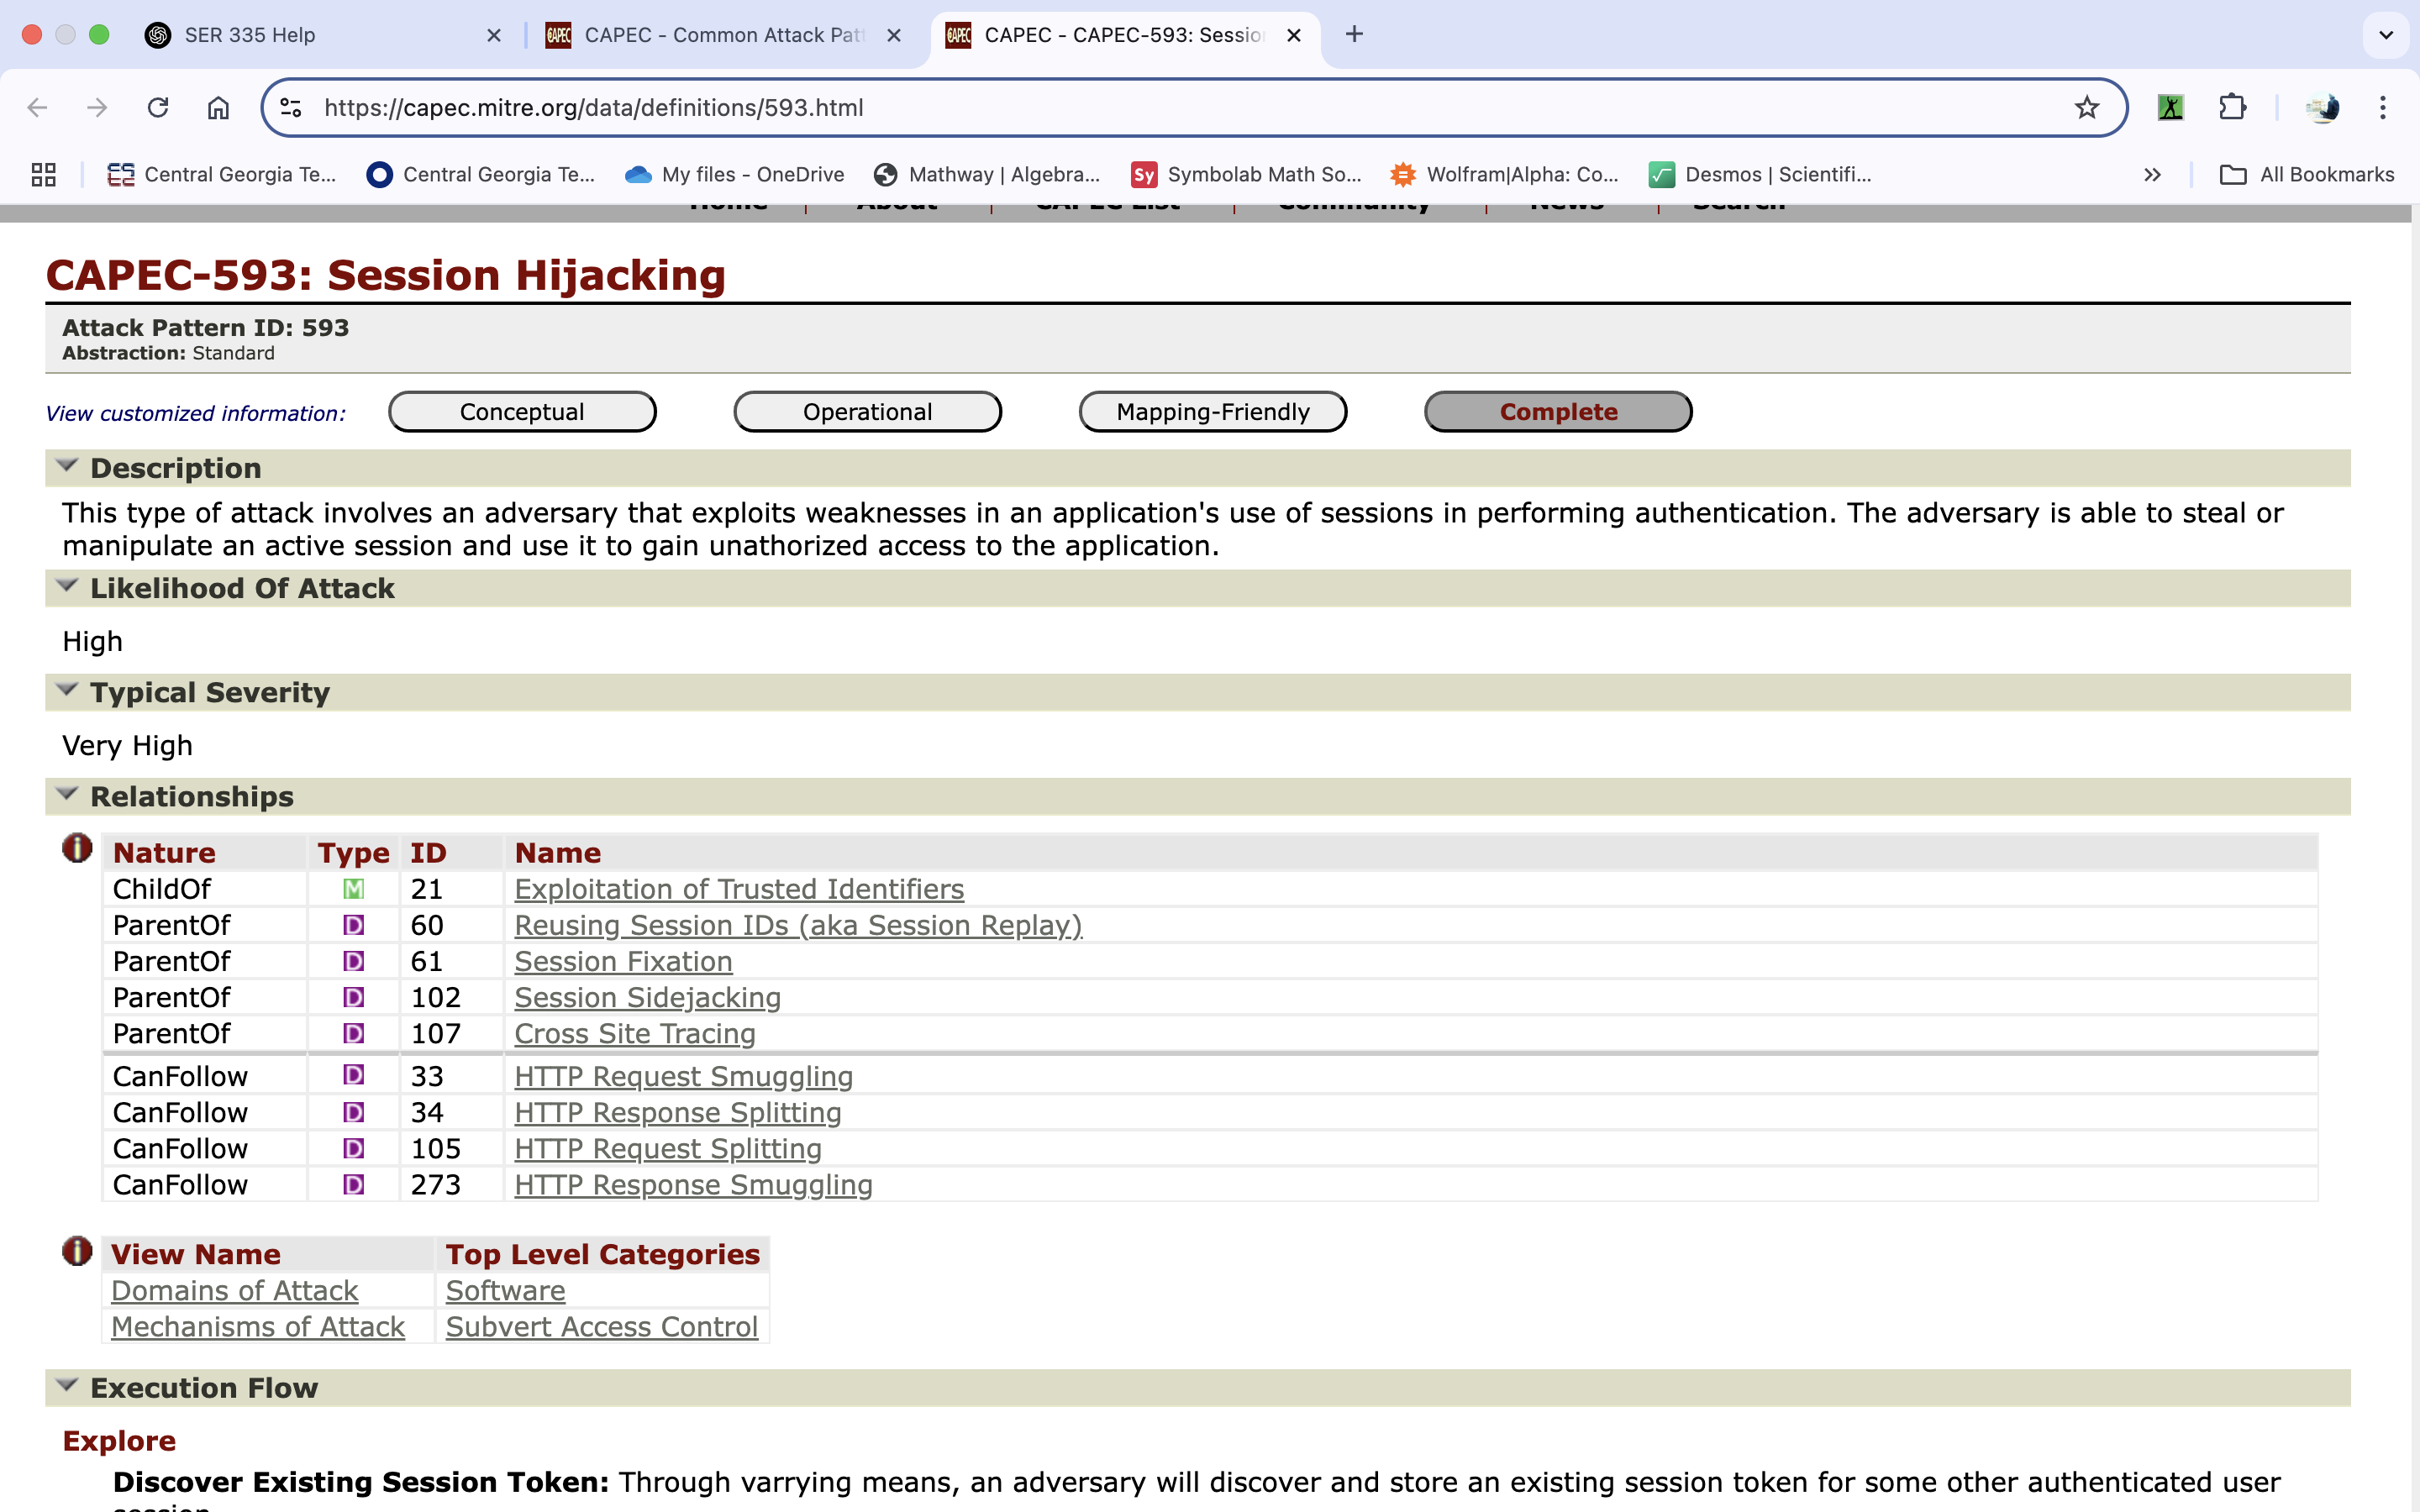 SER 335 Help
CAPEC - Common Attack Patt
CAPEC - CAPEC-593: Sessio
https://capec.mitre.org/data/definitions/593.html
Central Georgia Te...
Central Georgia Te...
My files - OneDrive
Mathway | Algebra...
Sy Symbolab Math So...
Wolfram|Alpha: Co...
Desmos | Scientifi...
All Bookmarks
Home | About | CAPEC List | Community | News | Search
CAPEC-593: Session Hijacking
Attack Pattern ID: 593
Abstraction: Standard
View customized information:
Conceptual
Operational
Mapping-Friendly
Complete
Description
This type of attack involves an adversary that exploits weaknesses in an application's use of sessions in performing authentication. The adversary is able to steal or
manipulate an active session and use it to gain unathorized access to the application.
Likelihood Of Attack
High
Typical Severity
Very High
Relationships
Nature Type ID Name
ChildOf M 21 Exploitation of Trusted Identifiers
ParentOf D 60 Reusing Session IDs (aka Session Replay)
ParentOf D 61 Session Fixation
ParentOf D 102 Session Sidejacking
ParentOf D 107 Cross Site Tracing
CanFollow D 33 HTTP Request Smuggling
CanFollow D 34 HTTP Response Splitting
CanFollow D 105 HTTP Request Splitting
CanFollow D 273 HTTP Response Smuggling
View Name Top Level Categories
Domains of Attack Software
Mechanisms of Attack Subvert Access Control
Execution Flow
Explore
Discover Existing Session Token: Through varrying means, an adversary will discover and store an existing session token for some other authenticated user
session.